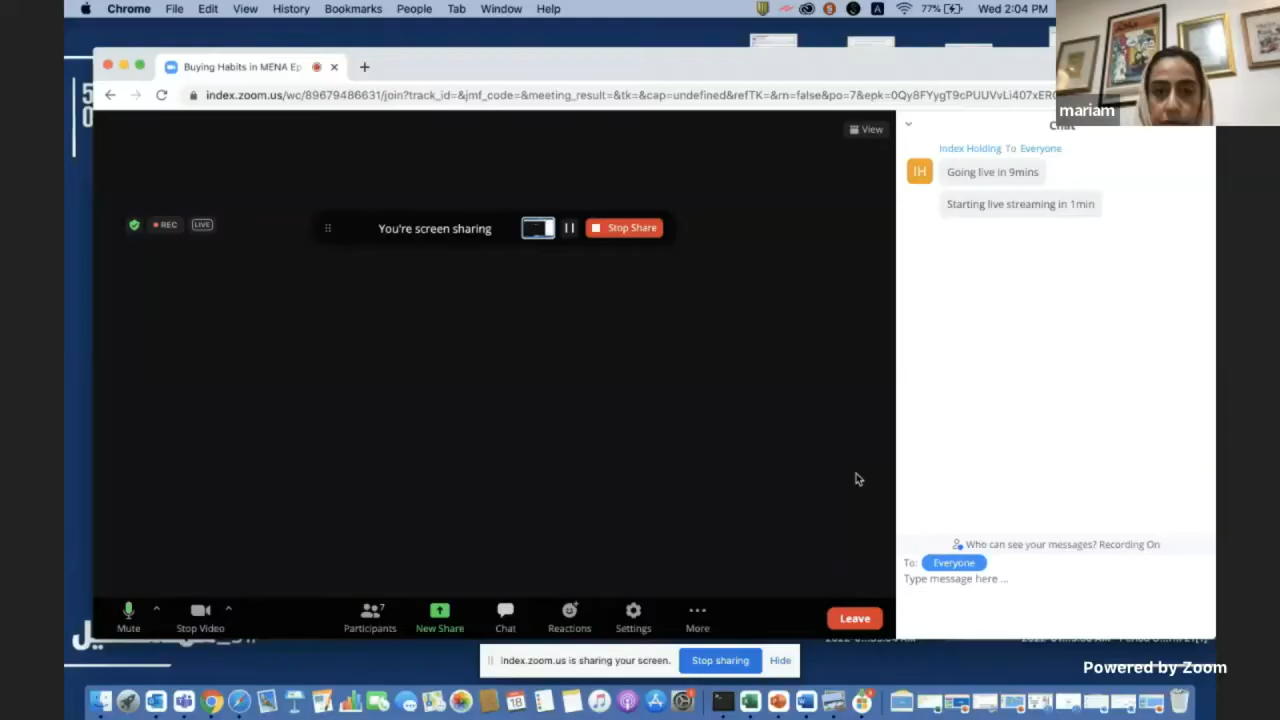 Chrome File Edit View History Bookmarks People Tab Window Help 77% Wed 2:04 PM
Buying Habits in MENA Ep
index.zoom.us/wc/89679486631/join?track_id=&jmf_code=&meeting_result=&tk=&cap=undefined&refTK=&rn=false&po=7&epk=
mariam
Chat
View
Index Holding To Everyone
IH
Going live in 9mins
Starting live streaming in 1min
REC LIVE
You're screen sharing
Stop Share
Who can see your messages? Recording On
To: Everyone
Type message here ...
Mute Stop Video Participants 7 New Share Chat Reactions Settings More Leave
index.zoom.us is sharing your screen. Stop sharing Hide
Powered by Zoom
18